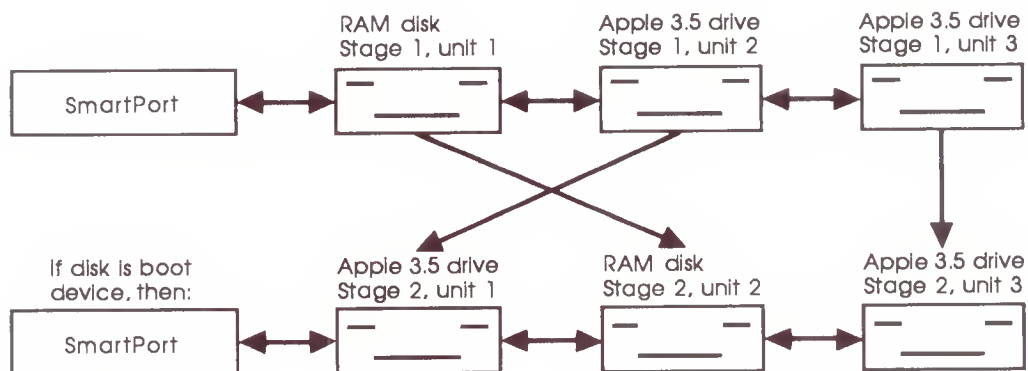 RAM disk
Stage 1, unit 1
Apple 3.5 drive
Stage 1, unit 2
Apple 3.5 drive
Stage 1, unit 3
SmartPort
If disk is boot
device, then:
Apple 3.5 drive
Stage 2, unit 1
RAM disk
Stage 2, unit 2
Apple 3.5 drive
Stage 2, unit 3
SmartPort